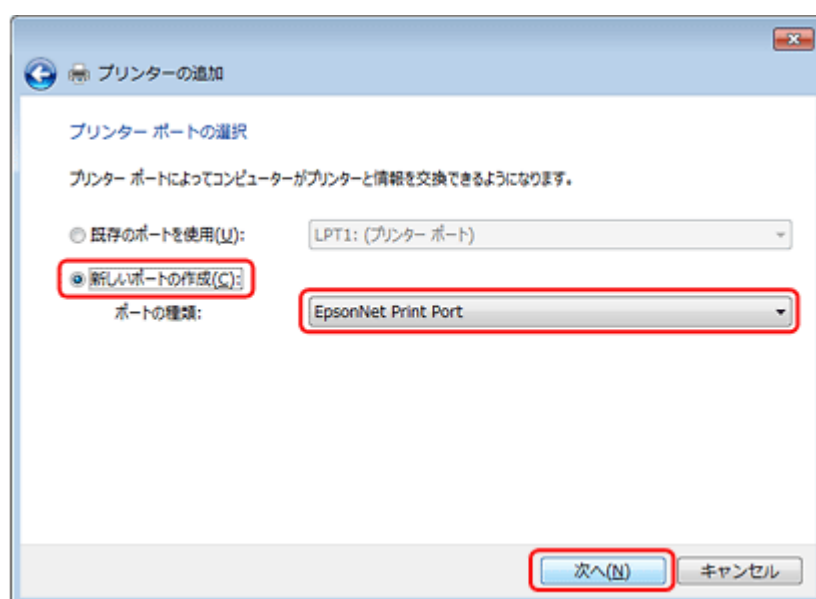 プリンターの追加
プリンター ポートの選択
プリンター ポートによってコンピューターがプリンターと情報を交換できるようになります。
既存のポートを使用(U): LPT1: (プリンター ポート)
新しいポートの作成(C):
ポートの種類: EpsonNet Print Port
次へ(N) キャンセル